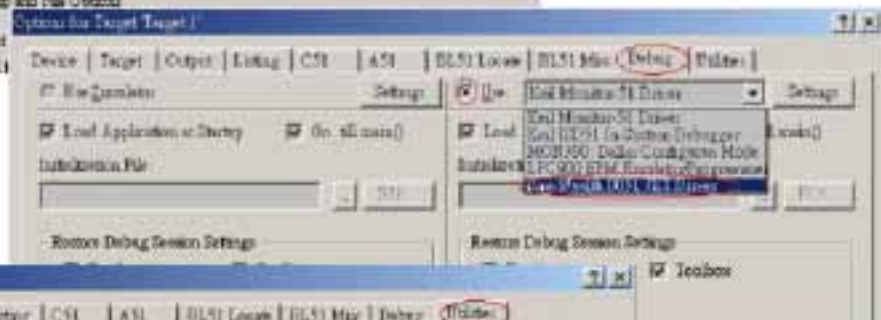 Options for Target 'Target 1'
Device Target Output Listing C51 A51 BL51 Locate BL51 Misc Debug Utilities
Use Simulator Settings Use Keil Monitor-51 Driver Settings
Load Application at Startup Go till main() Load main()
Keil Monitor-51 Driver
Keil ISD51 In-System Debugger
MON390: Dallas Contiguous Mode
LPC900 EPM Emulator/Programmer
Initialization File
Restore Debug Session Settings Restore Debug Session Settings
Toolbox
C51 A51 BL51 Locate BL51 Misc Debug Utilities